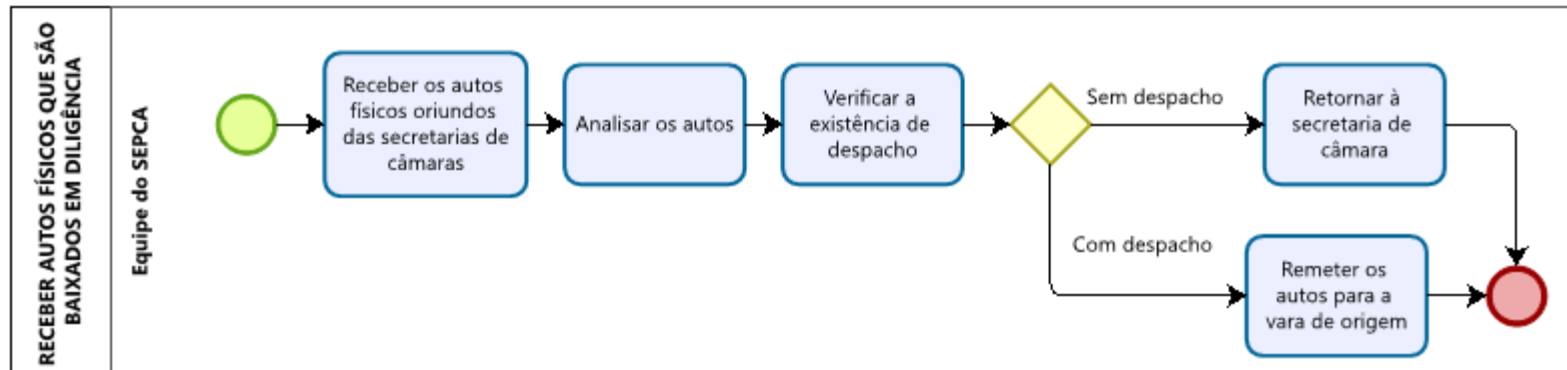 RECEBER AUTOS FÍSICOS QUE SÃO
BAIXADOS EM DILIGÊNCIA
Equipe do SEPCA
Receber os autos
físicos oriundos
das secretarias de
câmaras
Analisar os autos
Verificar a
existência de
despacho
Sem despacho
Retornar à
secretaria de
câmara
Com despacho
Remeter os
autos para a
vara de origem